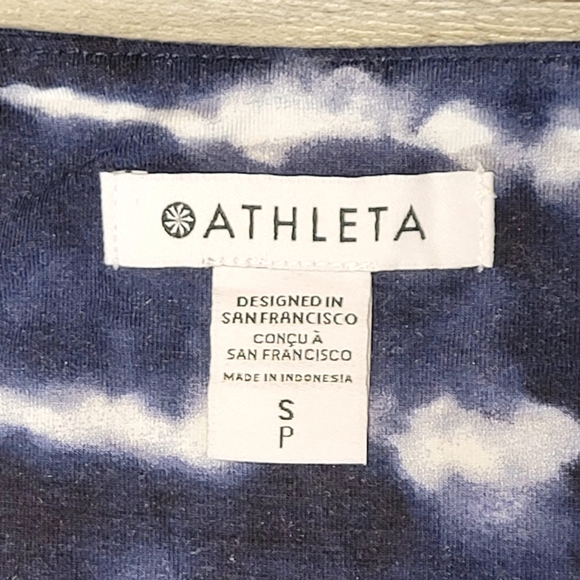 ATHLETA
DESIGNED IN
SAN FRANCISCO
CONÇU À
SAN FRANCISCO
MADE IN INDONESIA
S
P